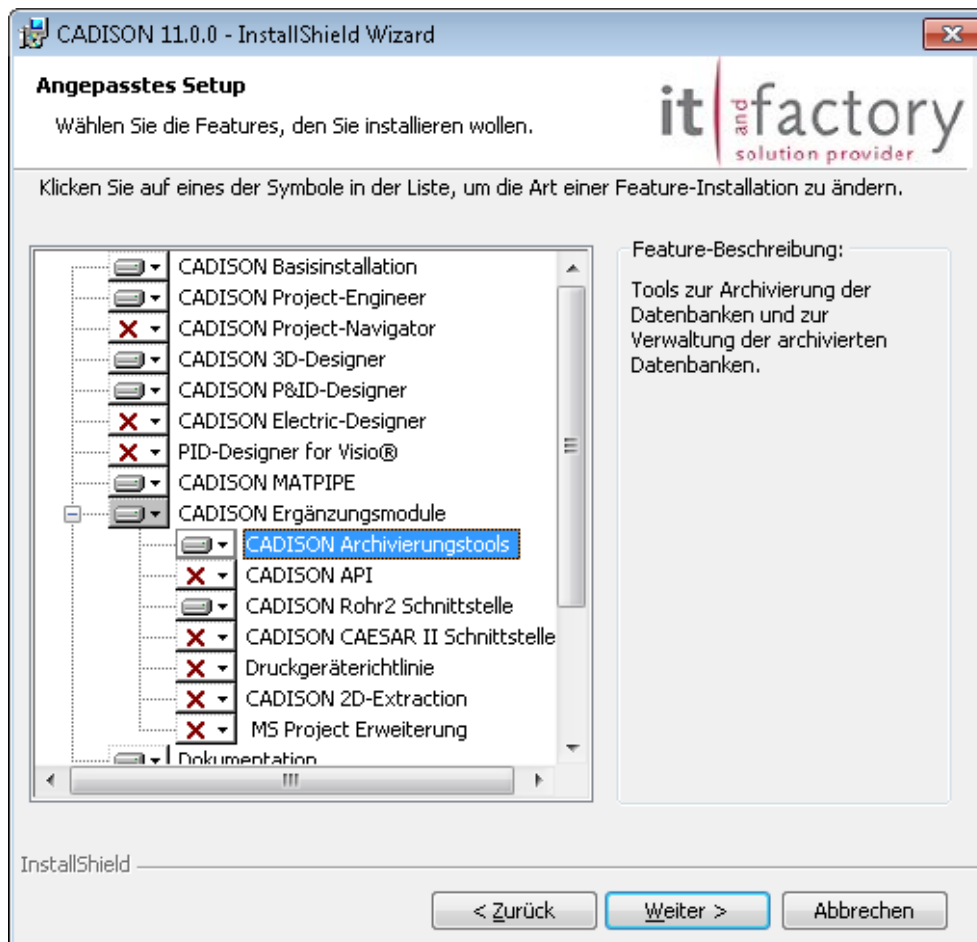 CADISON 11.0.0 - InstallShield Wizard
Angepasstes Setup
Wählen Sie die Features, den Sie installieren wollen.
it and factory
solution provider
Klicken Sie auf eines der Symbole in der Liste, um die Art einer Feature-Installation zu ändern.
CADISON Basisinstallation
CADISON Project-Engineer
CADISON Project-Navigator
CADISON 3D-Designer
CADISON P&ID-Designer
CADISON Electric-Designer
PID-Designer for Visio®
CADISON MATPIPE
CADISON Ergänzungsmodule
CADISON Archivierungstools
CADISON API
CADISON Rohr2 Schnittstelle
CADISON CAESAR II Schnittstelle
Druckgeräterichtlinie
CADISON 2D-Extraction
MS Project Erweiterung
Dokumentation
Feature-Beschreibung:
Tools zur Archivierung der
Datenbanken und zur
Verwaltung der archivierten
Datenbanken.
InstallShield
< Zurück
Weiter >
Abbrechen